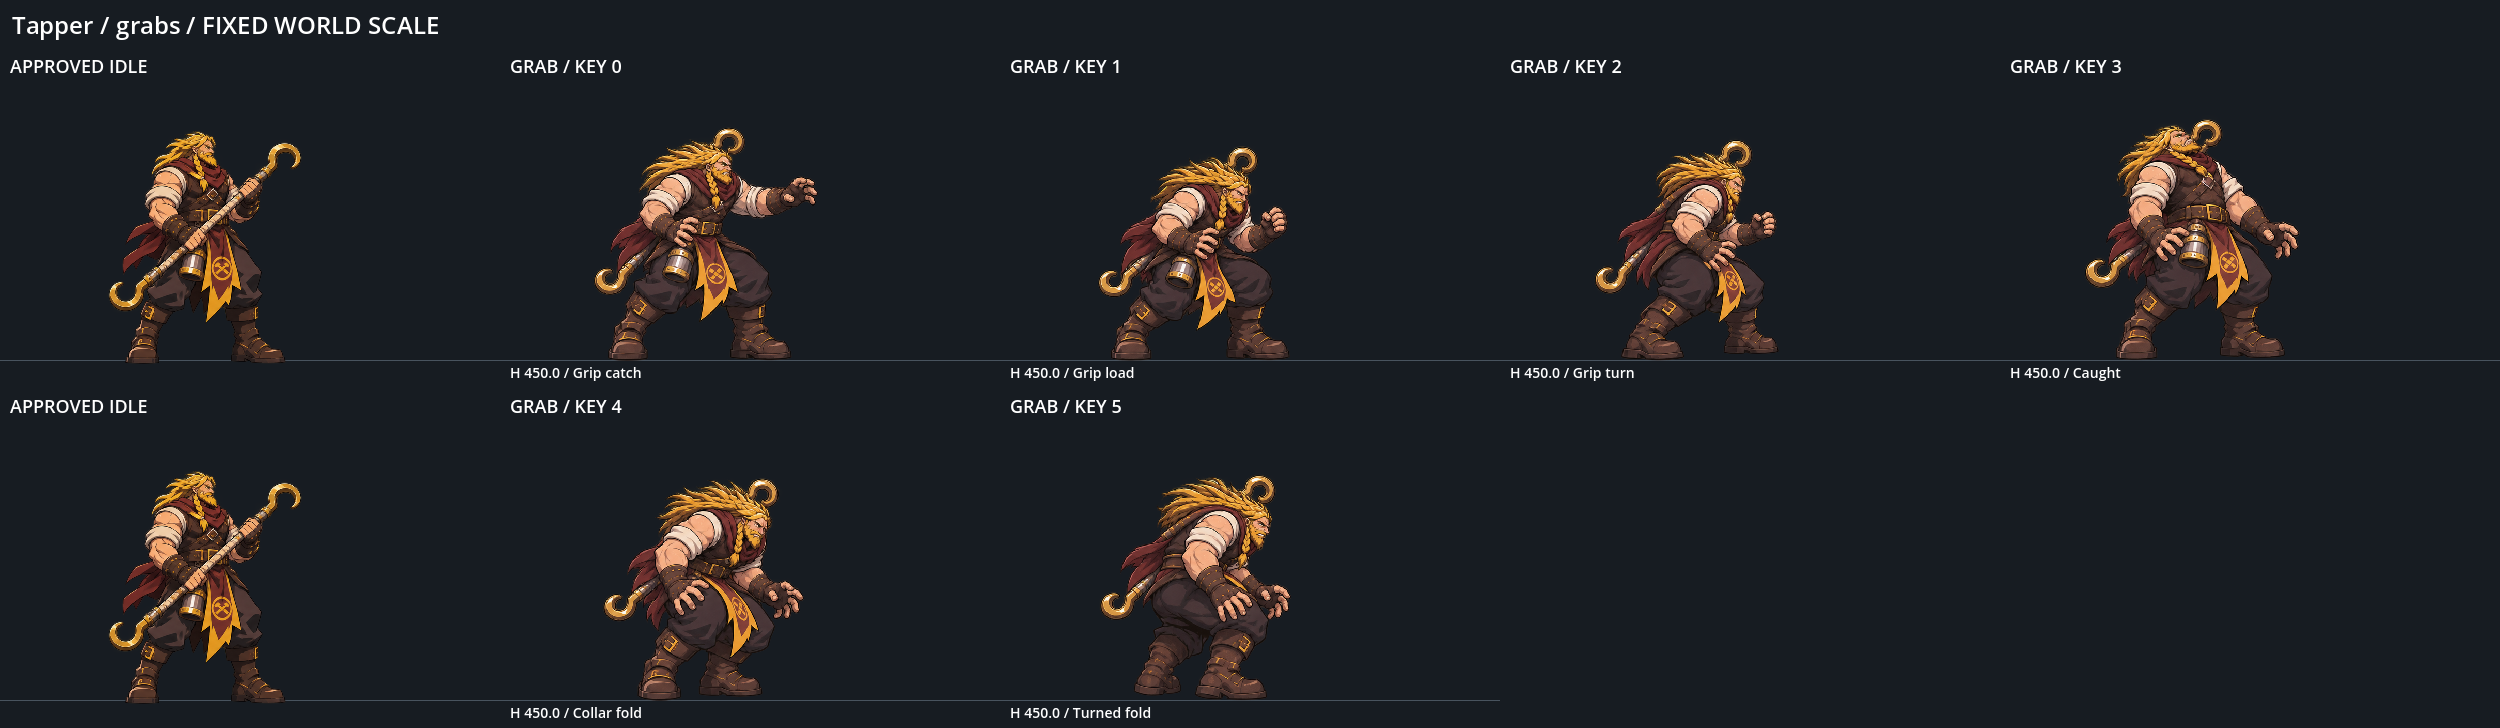 Tapper / grabs / FIXED WORLD SCALE
APPROVED IDLE
GRAB / KEY 0
GRAB / KEY 1
GRAB / KEY 2
GRAB / KEY 3
H 450.0 / Grip catch
H 450.0 / Grip load
H 450.0 / Grip turn
H 450.0 / Caught
APPROVED IDLE
GRAB / KEY 4
GRAB / KEY 5
H 450.0 / Collar fold
H 450.0 / Turned fold